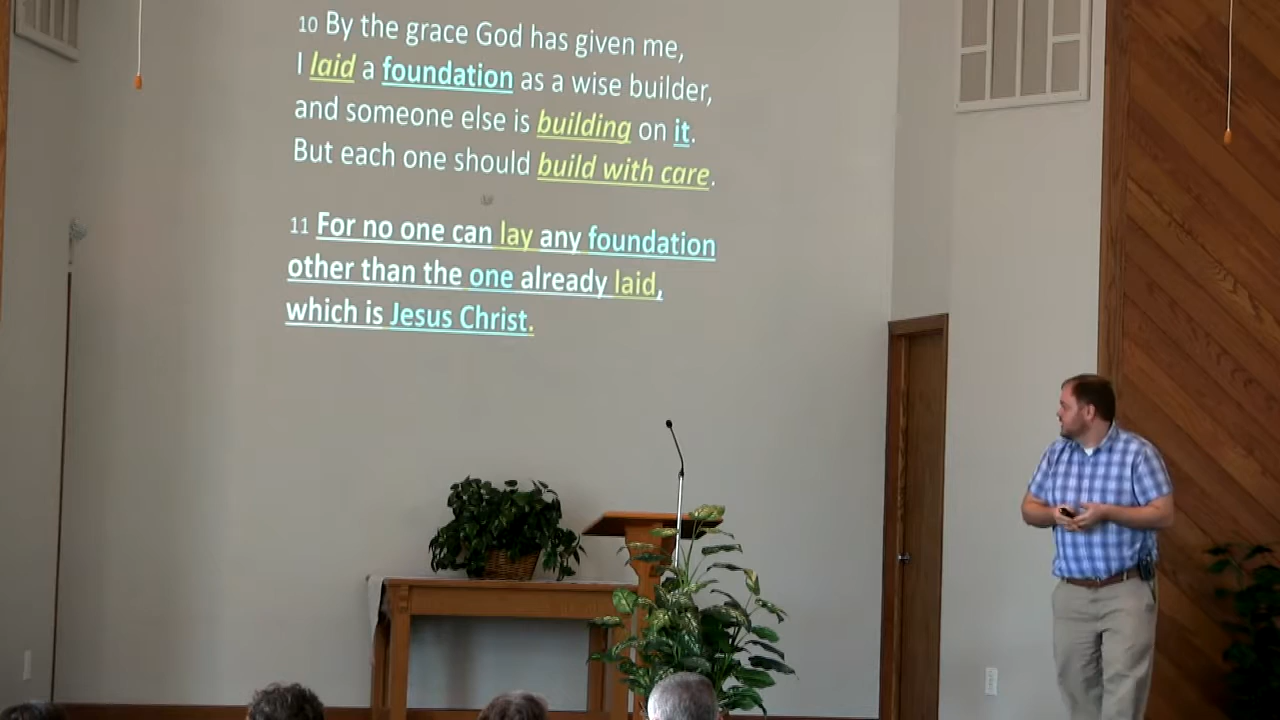 10 By the grace God has given me,
I laid a foundation as a wise builder,
and someone else is building on it.
But each one should build with care.
11 For no one can lay any foundation
other than the one already laid,
which is Jesus Christ.